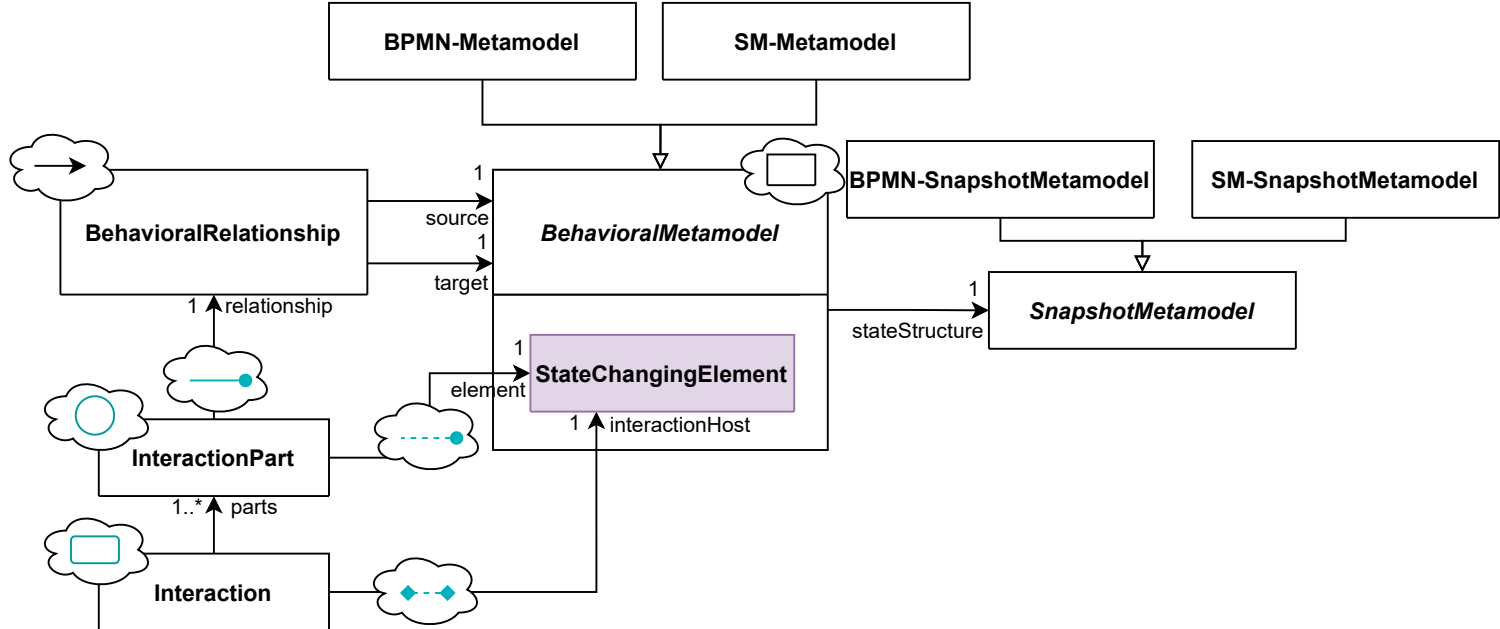 BPMN-Metamodel
SM-Metamodel
BPMN-SnapshotMetamodel
SM-SnapshotMetamodel
1
source
BehavioralRelationship
BehavioralMetamodel
1
target
1
relationship
1
stateStructure
SnapshotMetamodel
1
element
StateChangingElement
1
interactionHost
InteractionPart
1..*
parts
Interaction